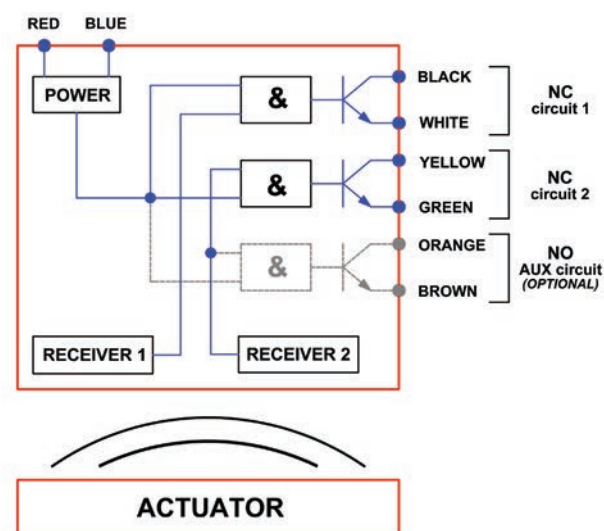 RED BLUE
POWER
&
BLACK
WHITE
NC
circuit 1
&
YELLOW
GREEN
NC
circuit 2
&
ORANGE
BROWN
NO
AUX circuit
(OPTIONAL)
RECEIVER 1
RECEIVER 2
ACTUATOR